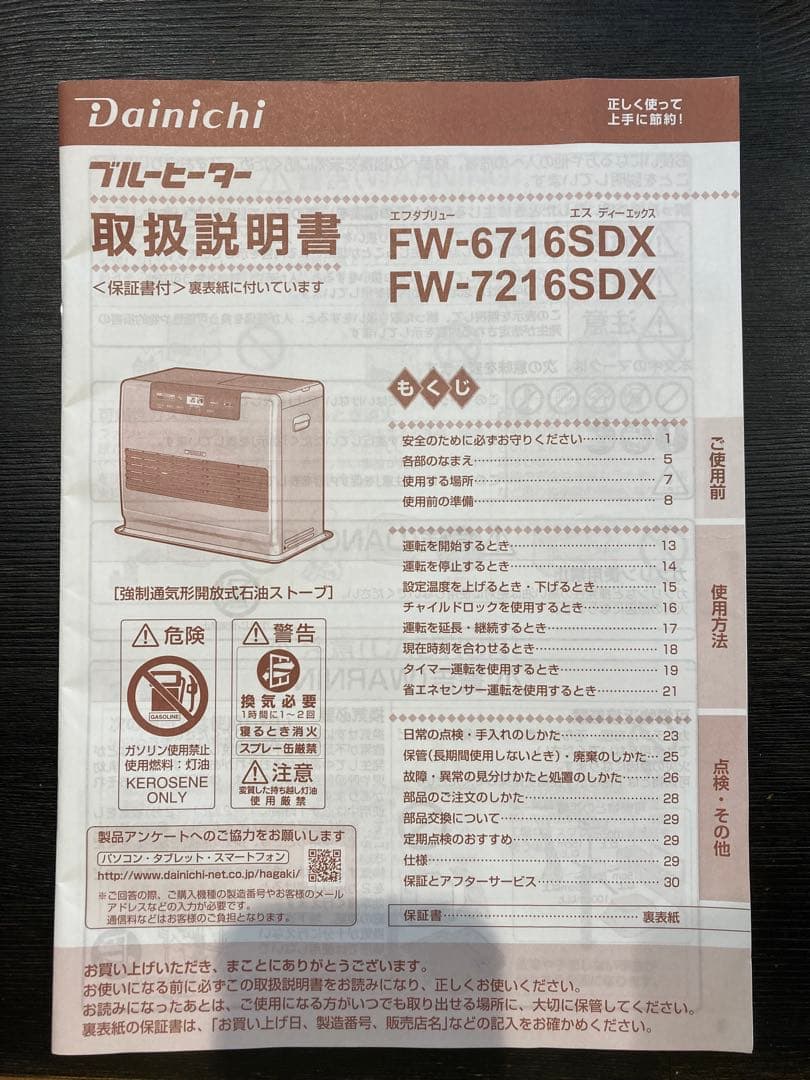 Dainichi
正しく使って
上手に節約!
ブルーヒーター
取扱説明書
<保証書付>裏表紙に付いています
エフダブリュー エス ディーエックス
FW-6716SDX
FW-7216SDX
もくじ
安全のために必ずお守りください 1
各部のなまえ 5
使用する場所 7
使用前の準備 8
ご使用前
運転を開始するとき 13
運転を停止するとき 14
設定温度を上げるとき・下げるとき 15
チャイルドロックを使用するとき 16
運転を延長・継続するとき 17
現在時刻を合わせるとき 18
タイマー運転を使用するとき 19
省エネセンサー運転を使用するとき 21
使用方法
日常の点検・手入れのしかた 23
保管(長期間使用しないとき)・廃棄のしかた 25
故障・異常の見分けかたと処置のしかた 26
部品のご注文のしかた 28
部品交換について 29
定期点検のおすすめ 29
仕様 29
保証とアフターサービス 30
点検・その他
保証書 裏表紙
[強制通気形開放式石油ストーブ]
危険
GASOLINE
ガソリン使用禁止
使用燃料:灯油
KEROSENE
ONLY
警告
換気必要
1時間に1~2回
寝るとき消火
スプレー缶厳禁
注意
変質した持ち越し灯油
使用厳禁
製品アンケートへのご協力をお願いします
パソコン・タブレット・スマートフォン
http://www.dainichi-net.co.jp/hagaki/
※ご回答の際、ご購入機種の製造番号やお客様のメール
アドレスなどの入力が必要です。
通信料などはお客様のご負担となります。
お買い上げいただき、まことにありがとうございます。
お使いになる前に必ずこの取扱説明書をお読みになり、正しくお使いください。
お読みになったあとは、ご使用になる方がいつでも取り出せる場所に、大切に保管してください。
裏表紙の保証書は、「お買い上げ日、製造番号、販売店名」などの記入をお確かめください。